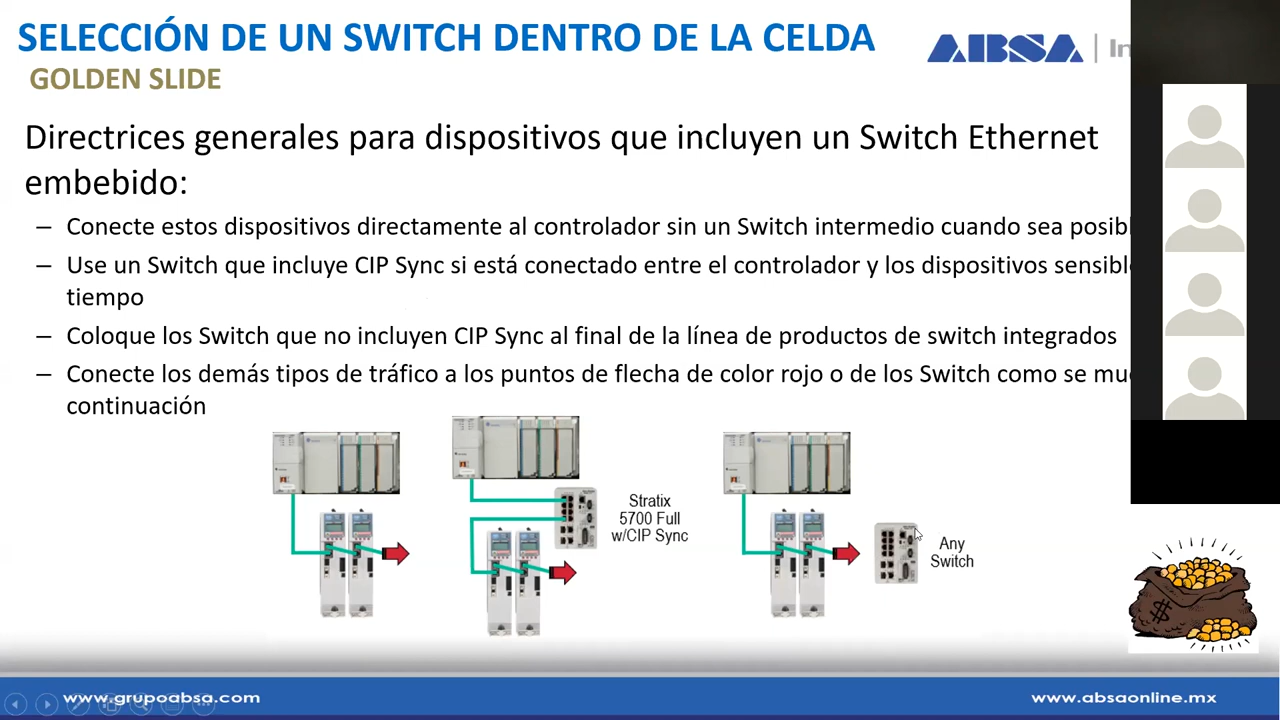 SELECCIÓN DE UN SWITCH DENTRO DE LA CELDA
GOLDEN SLIDE
ABSA | In
Directrices generales para dispositivos que incluyen un Switch Ethernet
embebido:
– Conecte estos dispositivos directamente al controlador sin un Switch intermedio cuando sea posibl
– Use un Switch que incluye CIP Sync si está conectado entre el controlador y los dispositivos sensible
tiempo
– Coloque los Switch que no incluyen CIP Sync al final de la línea de productos de switch integrados
– Conecte los demás tipos de tráfico a los puntos de flecha de color rojo o de los Switch como se mue
continuación
Stratix
5700 Full
w/CIP Sync
Any
Switch
$
www.grupoabsa.com
www.absaonline.mx